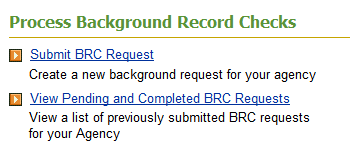 Process Background Record Checks
Submit BRC Request
Create a new background request for your agency
View Pending and Completed BRC Requests
View a list of previously submitted BRC requests
for your Agency